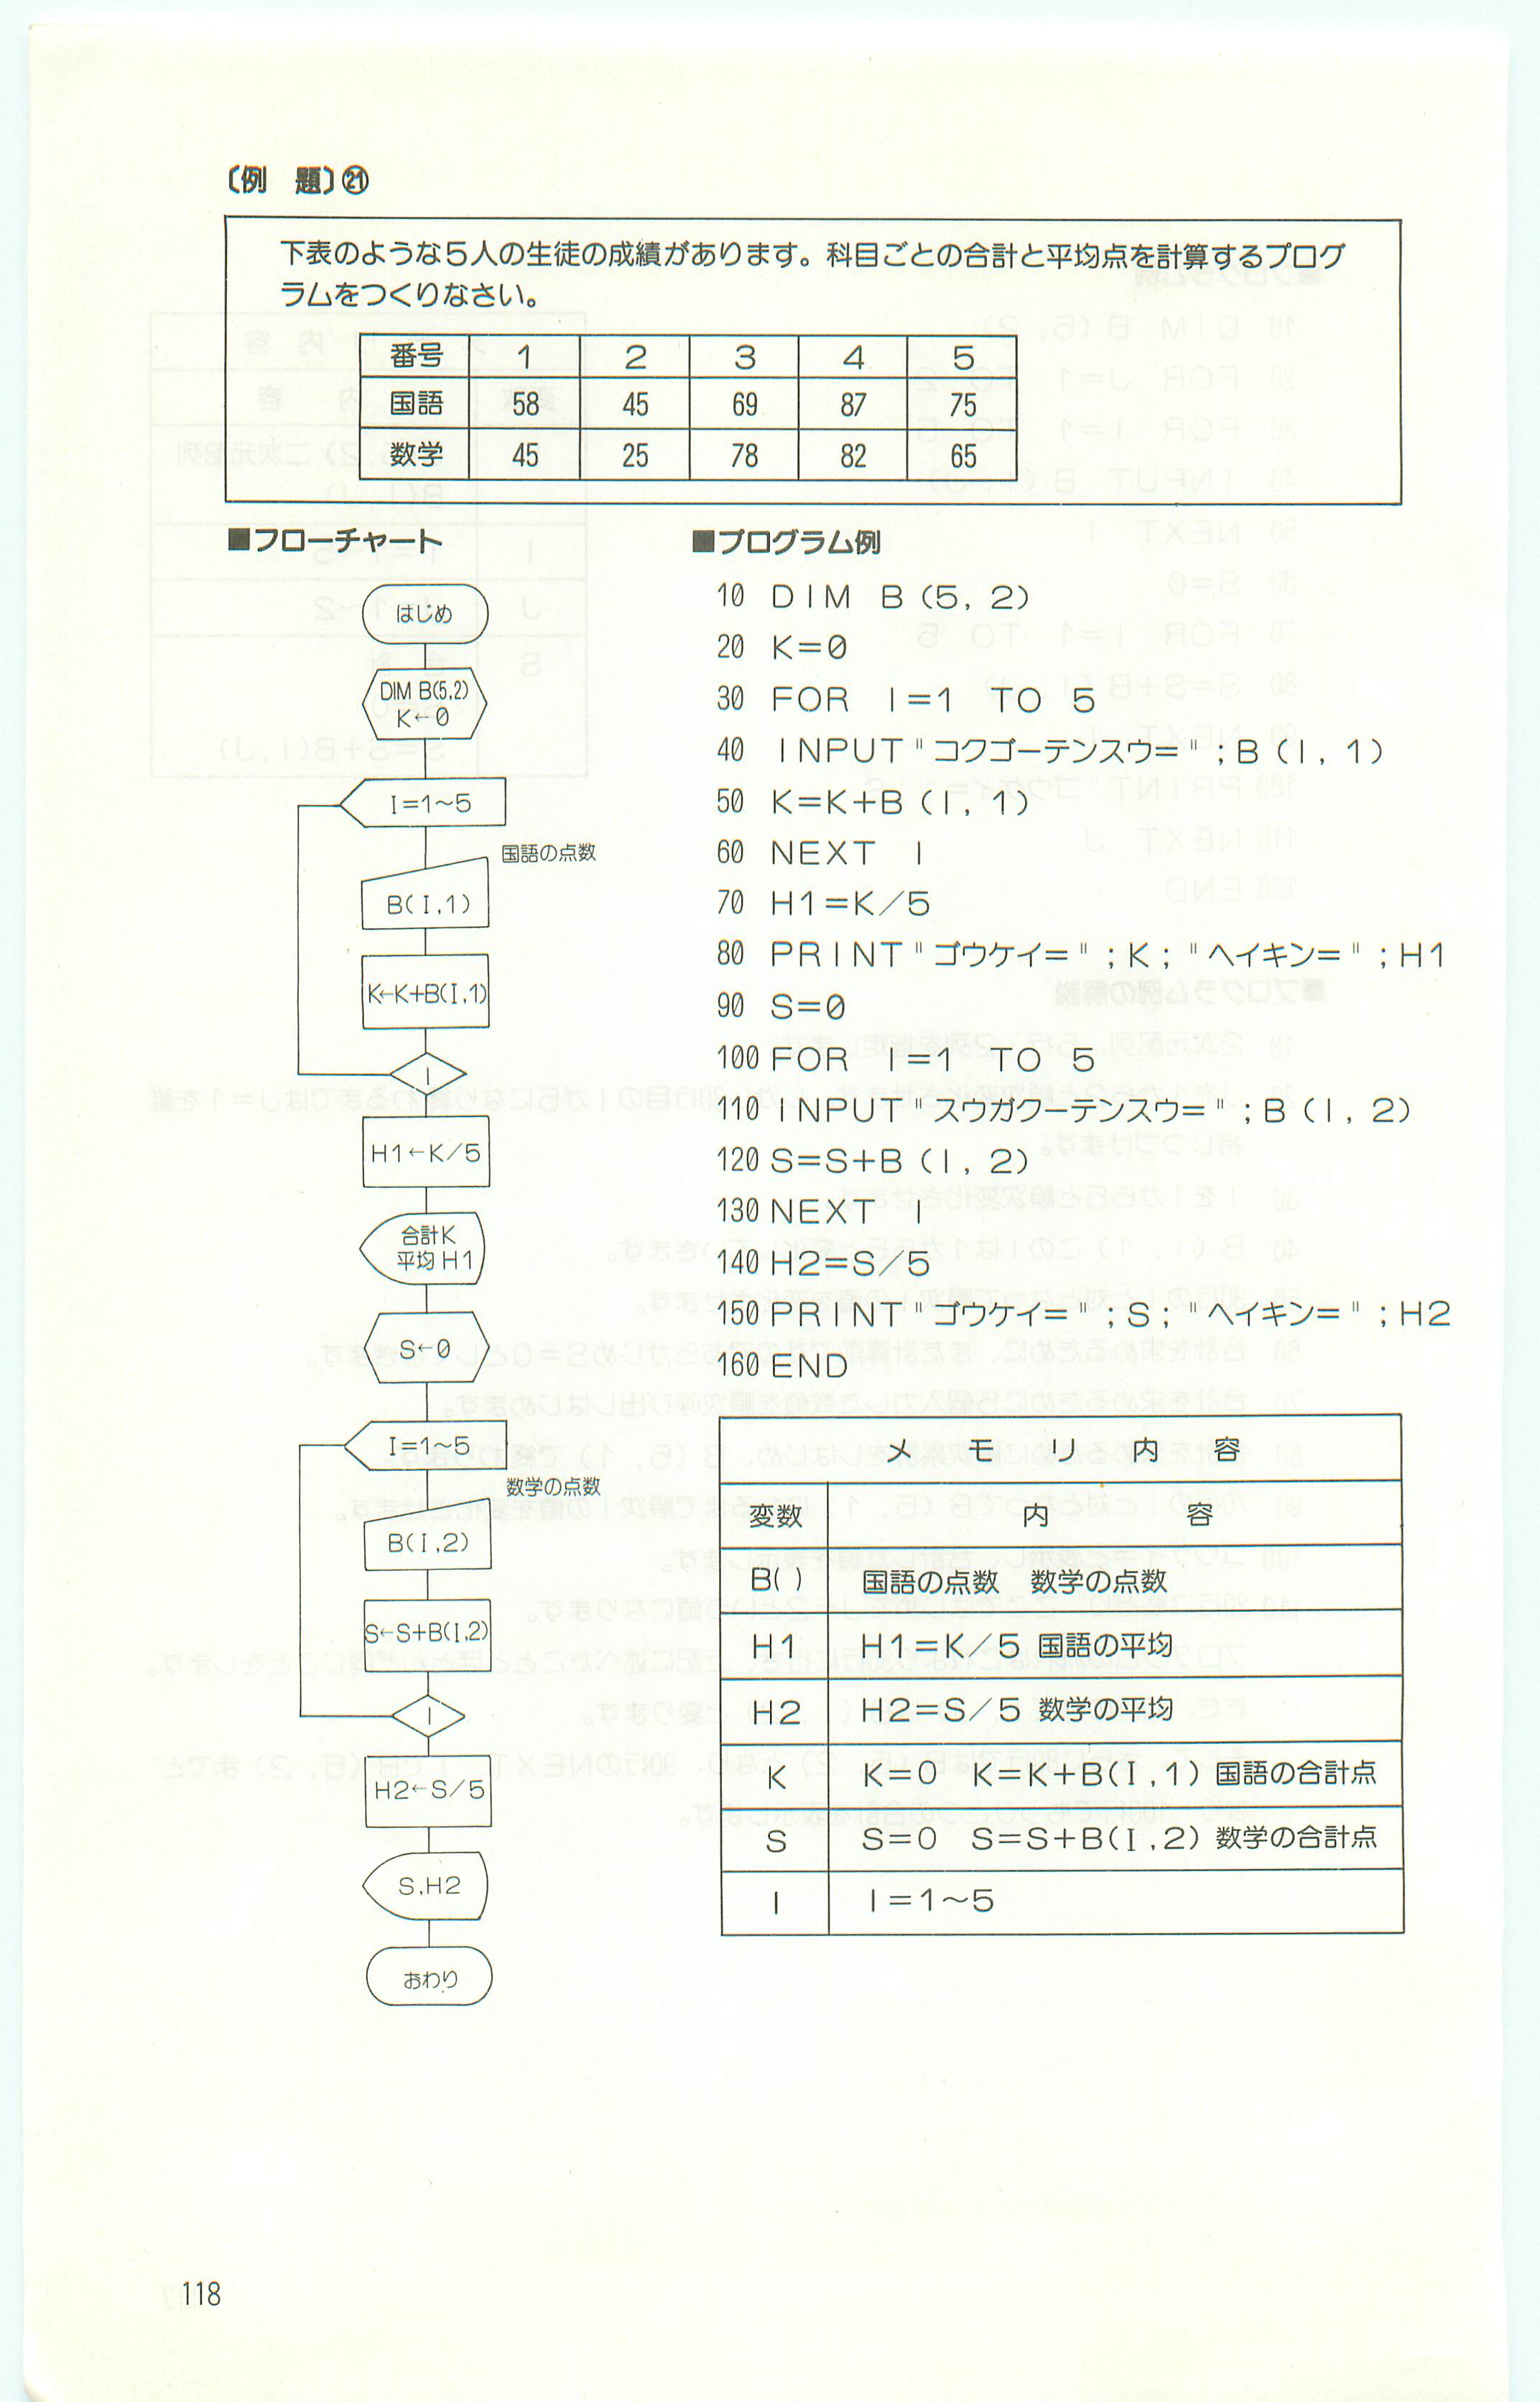 〔例　題〕㉑
下表のような5人の生徒の成績があります。科目ごとの合計と平均点を計算するプログ
ラムをつくりなさい。
番号 1 2 3 4 5
国語 58 45 69 87 75
数学 45 25 78 82 65
■フローチャート
はじめ
DIM B(5,2)
K←0
I=1~5
国語の点数
B(I,1)
K←K+B(I,1)
I
H1←K/5
合計K
平均 H1
S←0
I=1~5
数学の点数
B(I,2)
S←S+B(I,2)
I
H2←S/5
S,H2
おわり
■プログラム例
10 DIM B(5, 2)
20 K=0
30 FOR I=1 TO 5
40 INPUT"コクゴーテンスウ=";B(I, 1)
50 K=K+B(I, 1)
60 NEXT I
70 H1=K/5
80 PRINT"ゴウケイ=";K;"ヘイキン=";H1
90 S=0
100 FOR I=1 TO 5
110 INPUT"スウガクーテンスウ=";B(I, 2)
120 S=S+B(I, 2)
130 NEXT I
140 H2=S/5
150 PRINT"ゴウケイ=";S;"ヘイキン=";H2
160 END
メモリ内容
変数 内容
B( ) 国語の点数 数学の点数
H1 H1=K/5 国語の平均
H2 H2=S/5 数学の平均
K K=0 K=K+B(I,1) 国語の合計点
S S=0 S=S+B(I,2) 数学の合計点
I I=1~5
118